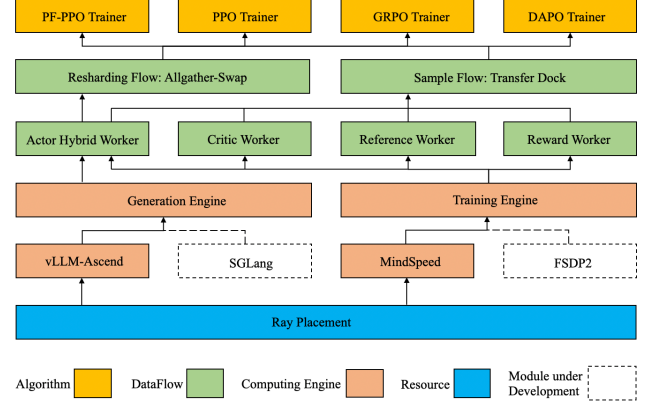 PF-PPO Trainer
PPO Trainer
GRPO Trainer
DAPO Trainer
Resharding Flow: Allgather-Swap
Sample Flow: Transfer Dock
Actor Hybrid Worker
Critic Worker
Reference Worker
Reward Worker
Generation Engine
Training Engine
vLLM-Ascend
SGLang
MindSpeed
FSDP2
Ray Placement
Algorithm
DataFlow
Computing Engine
Resource
Module under
Development